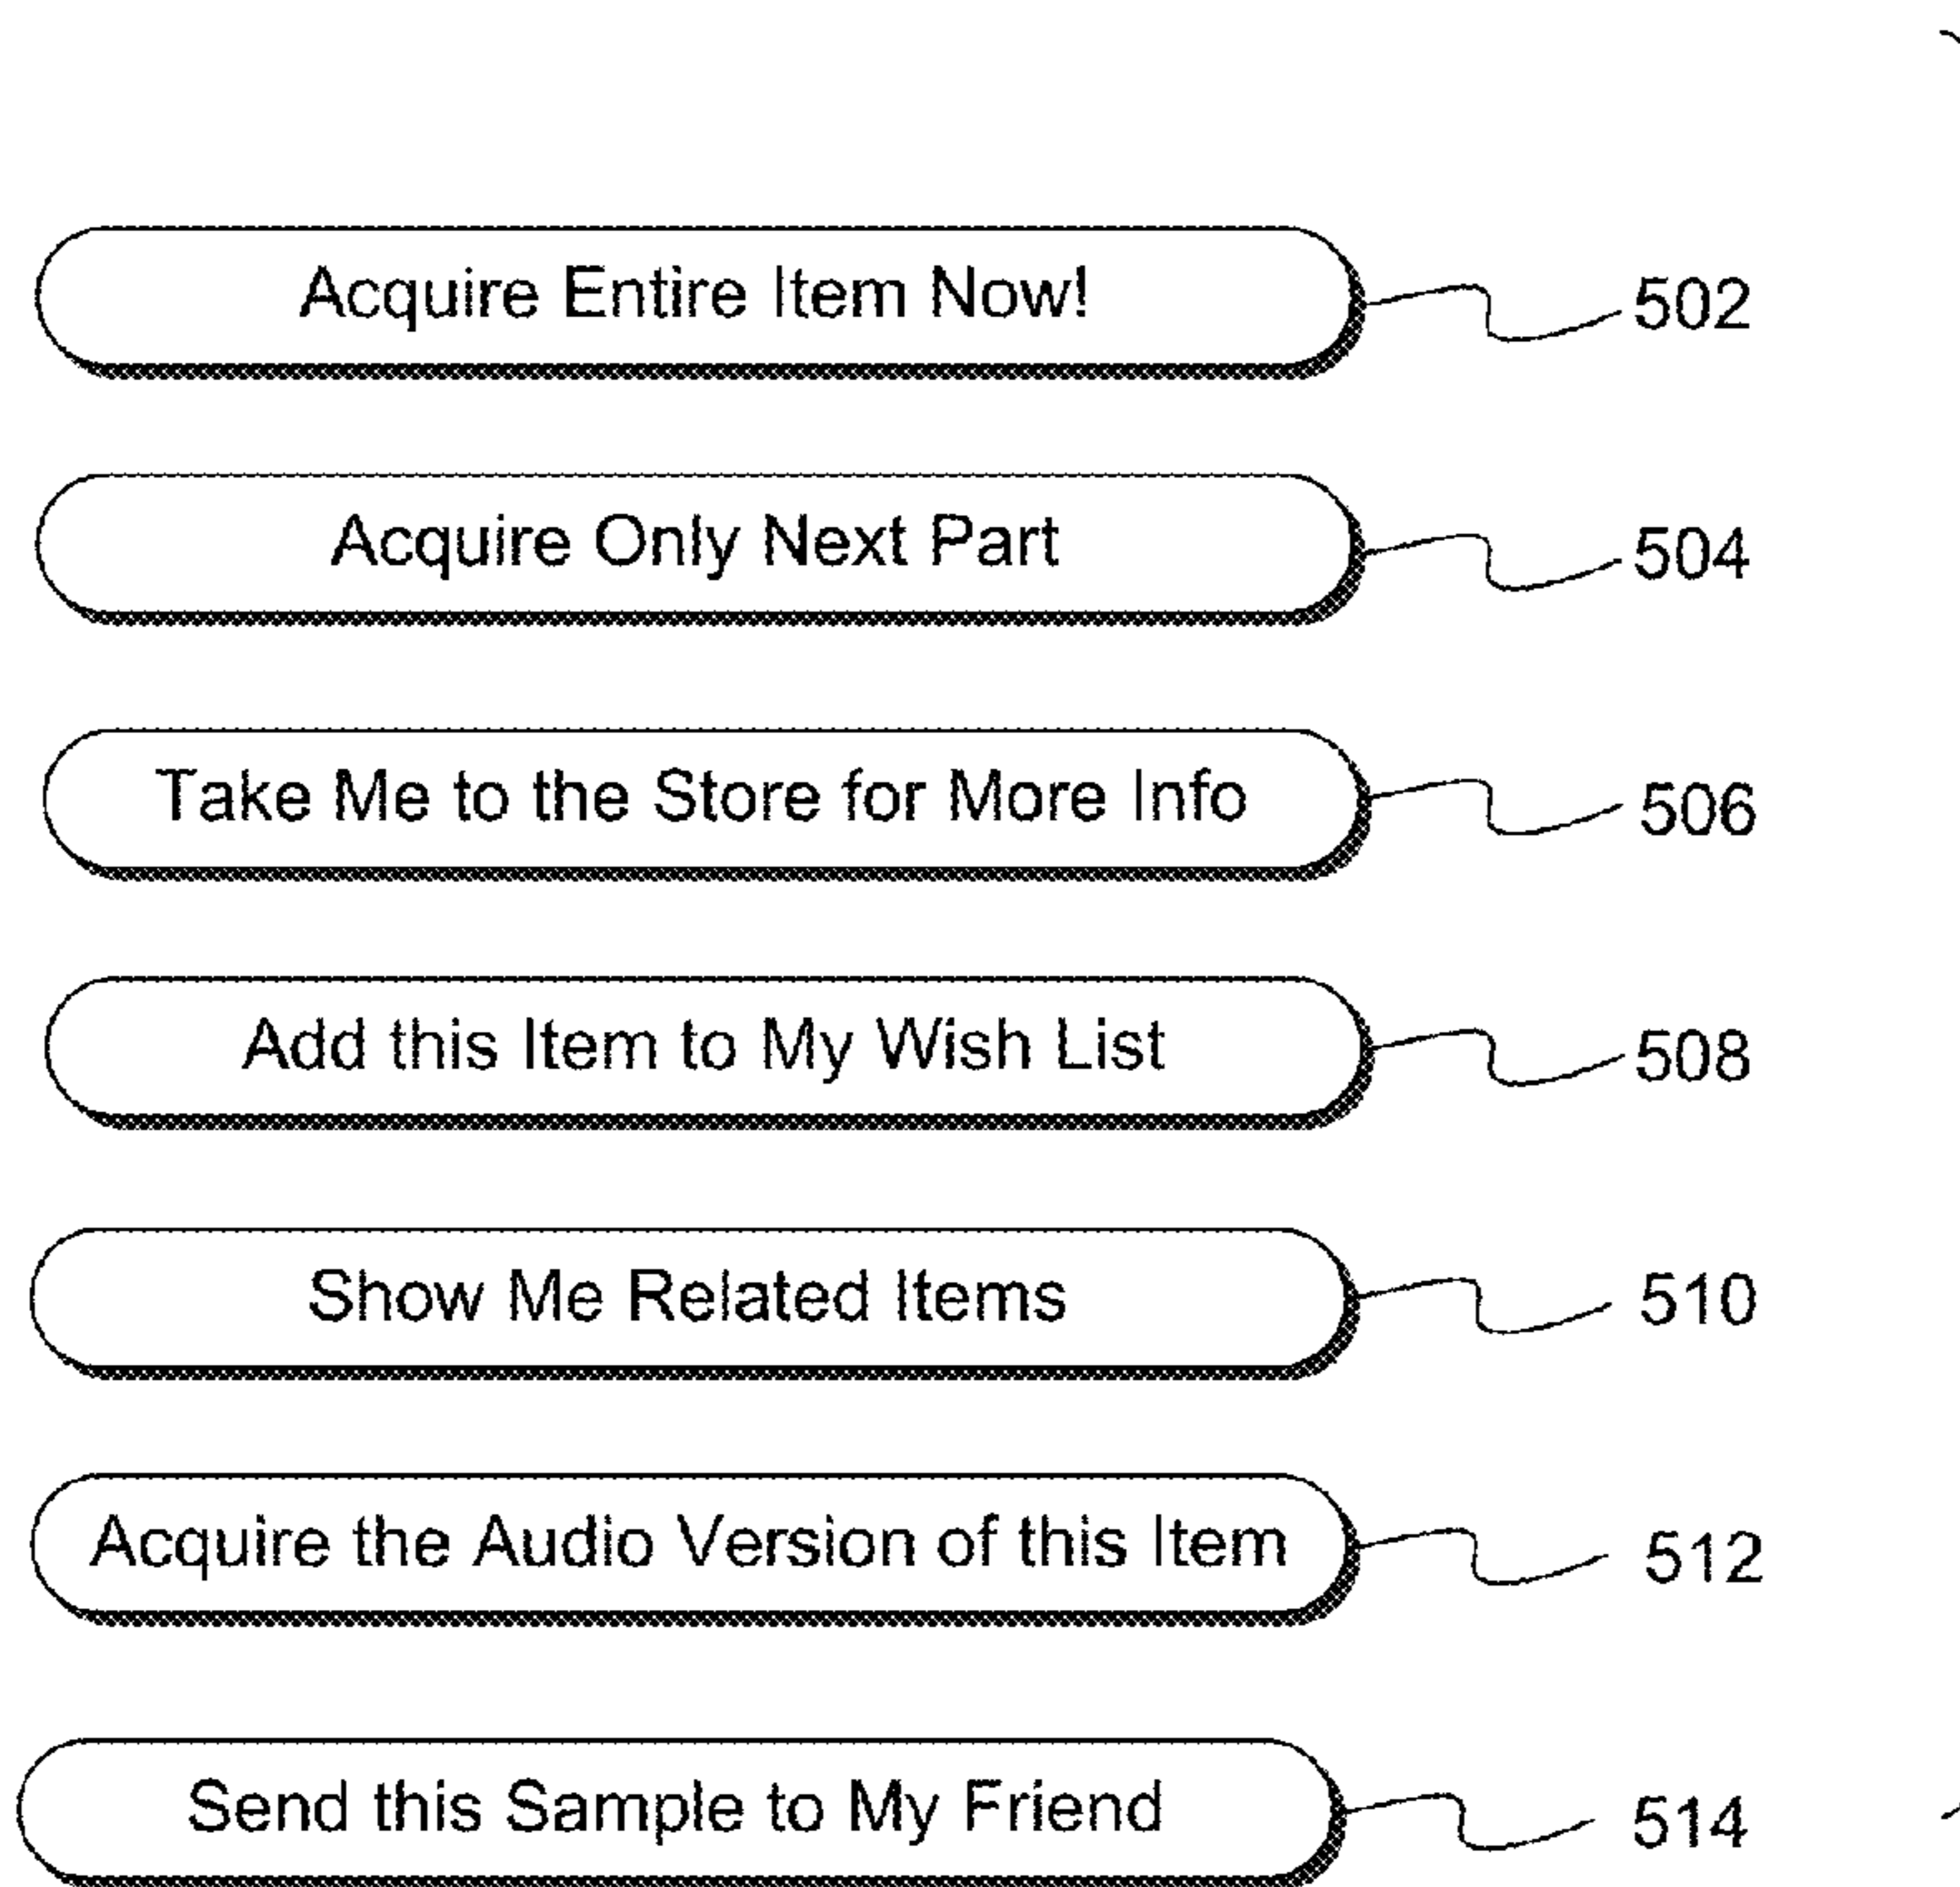 Acquire Entire Item Now! 502
Acquire Only Next Part 504
Take Me to the Store for More Info 506
Add this Item to My Wish List 508
Show Me Related Items 510
Acquire the Audio Version of this Item 512
Send this Sample to My Friend 514